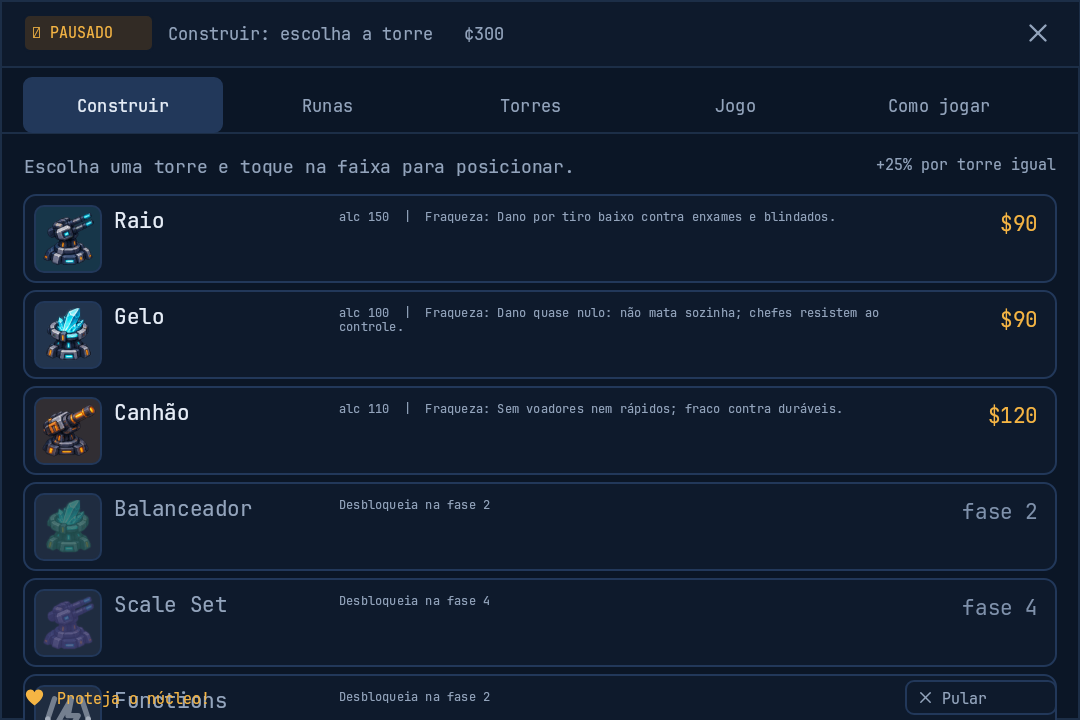 PAUSADO Construir: escolha a torre $300
Construir Runas Torres Jogo Como jogar
Escolha uma torre e toque na faixa para posicionar. +25% por torre igual
Raio alc 150 | Fraqueza: Dano por tiro baixo contra enxames e blindados. $90
Gelo alc 100 | Fraqueza: Dano quase nulo: não mata sozinha; chefes resistem ao
controle.
$90
Canhão alc 110 | Fraqueza: Sem voadores nem rápidos; fraco contra duráveis. $120
Balanceador Desbloqueia na fase 2 fase 2
Scale Set Desbloqueia na fase 4 fase 4
Functions Desbloqueia na fase 2
Proteja o núcleo! Pular